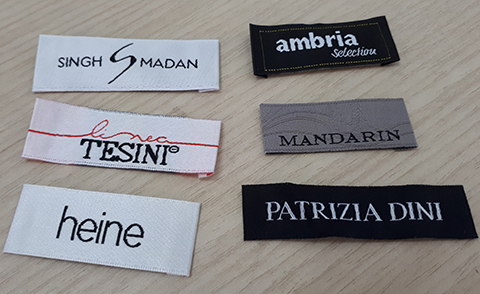 SINGH S MADAN
ambria
Selection
linea
TESINI
MANDARIN
heine
PATRIZIA DINI